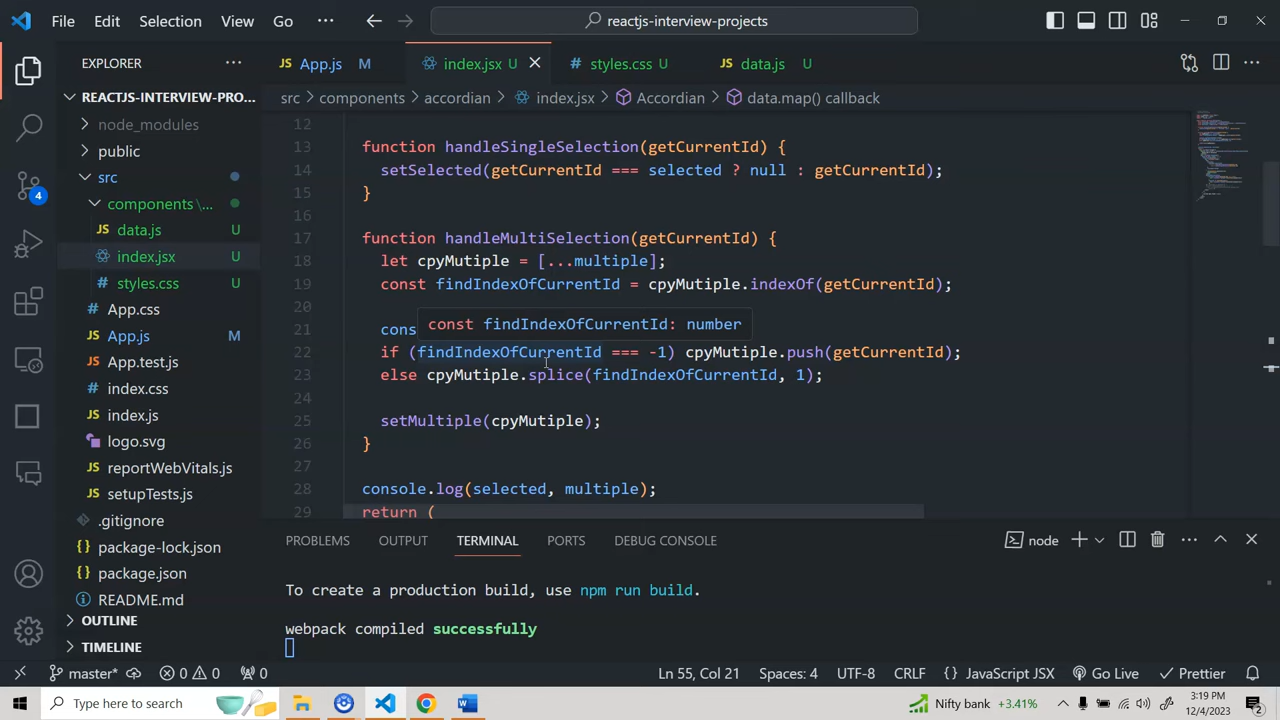 File Edit Selection View Go ··· reactjs-interview-projects
EXPLORER ···
App.js M index.jsx U styles.css U data.js U ···
REACTJS-INTERVIEW-PRO...
src > components > accordian > index.jsx > Accordian > data.map() callback
node_modules
public
src
components \...
data.js U
index.jsx U
styles.css U
App.css
App.js M
App.test.js
index.css
index.js
logo.svg
reportWebVitals.js
setupTests.js
.gitignore
package-lock.json
package.json
README.md
OUTLINE
TIMELINE
4
12
13 function handleSingleSelection(getCurrentId) {
14 setSelected(getCurrentId === selected ? null : getCurrentId);
15 }
16
17 function handleMultiSelection(getCurrentId) {
18 let cpyMutiple = [...multiple];
19 const findIndexOfCurrentId = cpyMutiple.indexOf(getCurrentId);
20
const findIndexOfCurrentId: number
21 cons
22 if (findIndexOfCurrentId === -1) cpyMutiple.push(getCurrentId);
23 else cpyMutiple.splice(findIndexOfCurrentId, 1);
24
25 setMultiple(cpyMutiple);
26 }
27
28 console.log(selected, multiple);
29 return (
PROBLEMS OUTPUT TERMINAL PORTS DEBUG CONSOLE node ···
To create a production build, use npm run build.
webpack compiled successfully
master* 0 0 0 Ln 55, Col 21 Spaces: 4 UTF-8 CRLF {} JavaScript JSX Go Live Prettier
Type here to search Nifty bank +3.41% 3:19 PM
12/4/2023 2